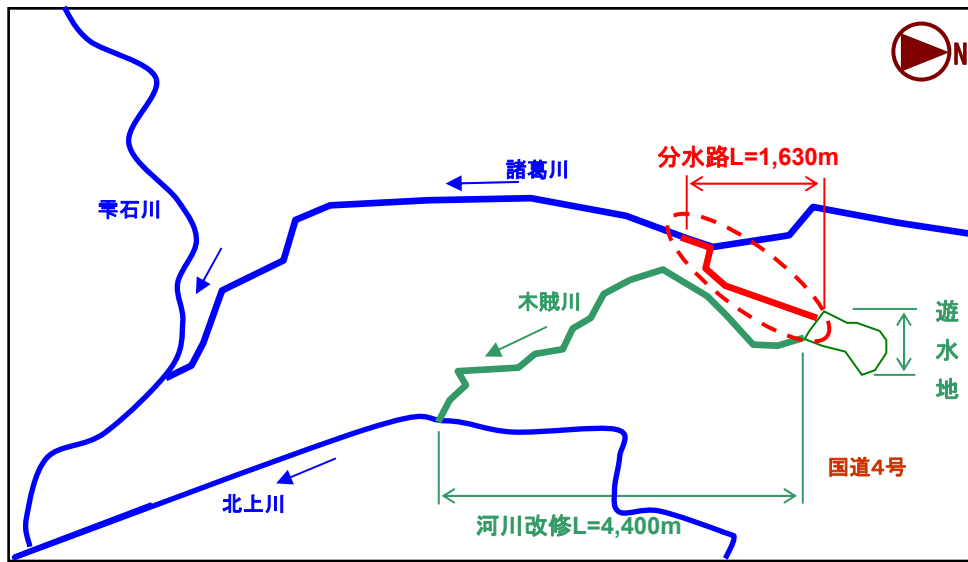 N
分水路L=1,630m
諸葛川
雫石川
木賊川
遊水地
国道4号
北上川
河川改修L=4,400m